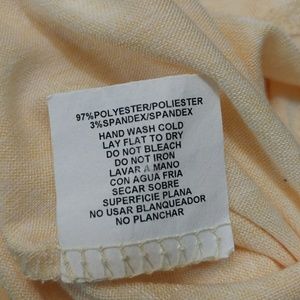 97%POLYESTER/POLIESTER
3%SPANDEX/SPANDEX
HAND WASH COLD
LAY FLAT TO DRY
DO NOT BLEACH
DO NOT IRON
LAVAR A MANO
CON AGUA FRIA
SECAR SOBRE
SUPERFICIE PLANA
NO USAR BLANQUEADOR
NO PLANCHAR